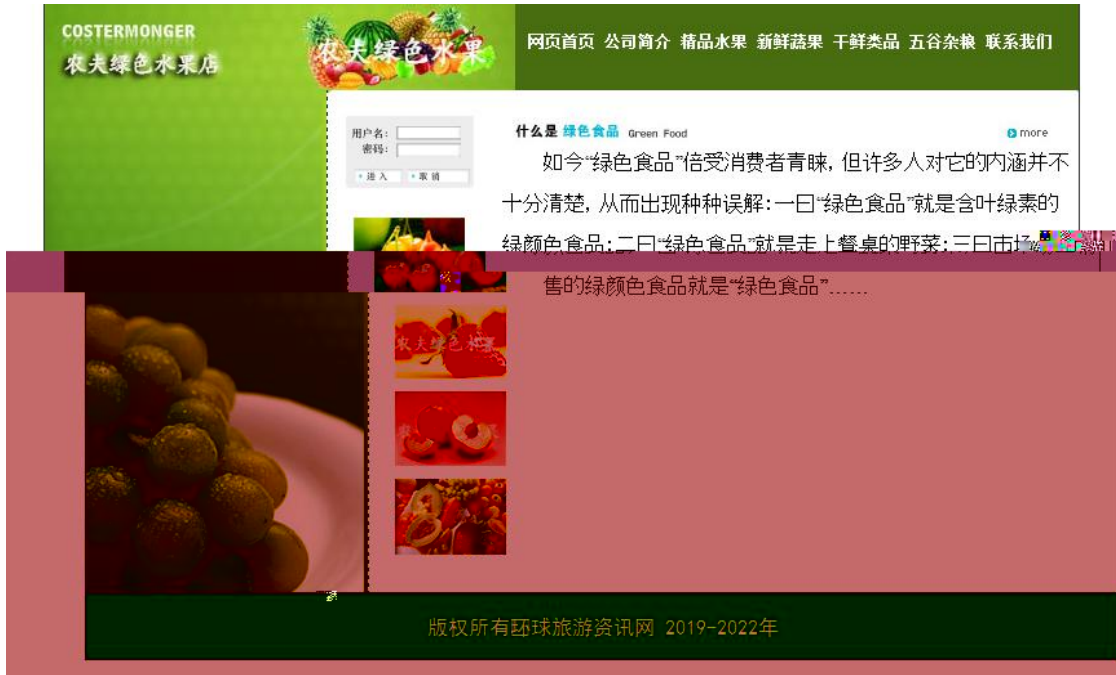 COSTERMONGER
农夫绿色水果店
农夫绿色水果
网页首页 公司简介 精品水果 新鲜蔬果 干鲜类品 五谷杂粮 联系我们
用户名:
密码:
进入 取消
什么是 绿色食品 Green Food
more
如今“绿色食品”倍受消费者青睐,但许多人对它的内涵并不
十分清楚,从而出现种种误解:一曰“绿色食品”就是含叶绿素的
绿颜色食品;二曰“绿色食品”就是走上餐桌的野菜;三曰市场
售的绿颜色食品就是“绿色食品”……
农夫绿色水果
版权所有环球旅游资讯网 2019-2022年